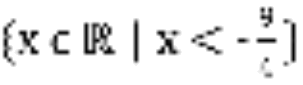 {x ∈ ℝ | x < -